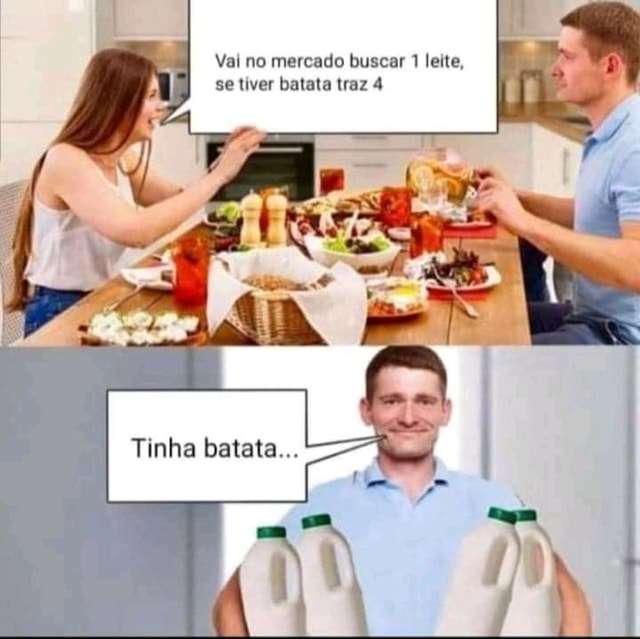 Vai no mercado buscar 1 leite,
se tiver batata traz 4
Tinha batata...